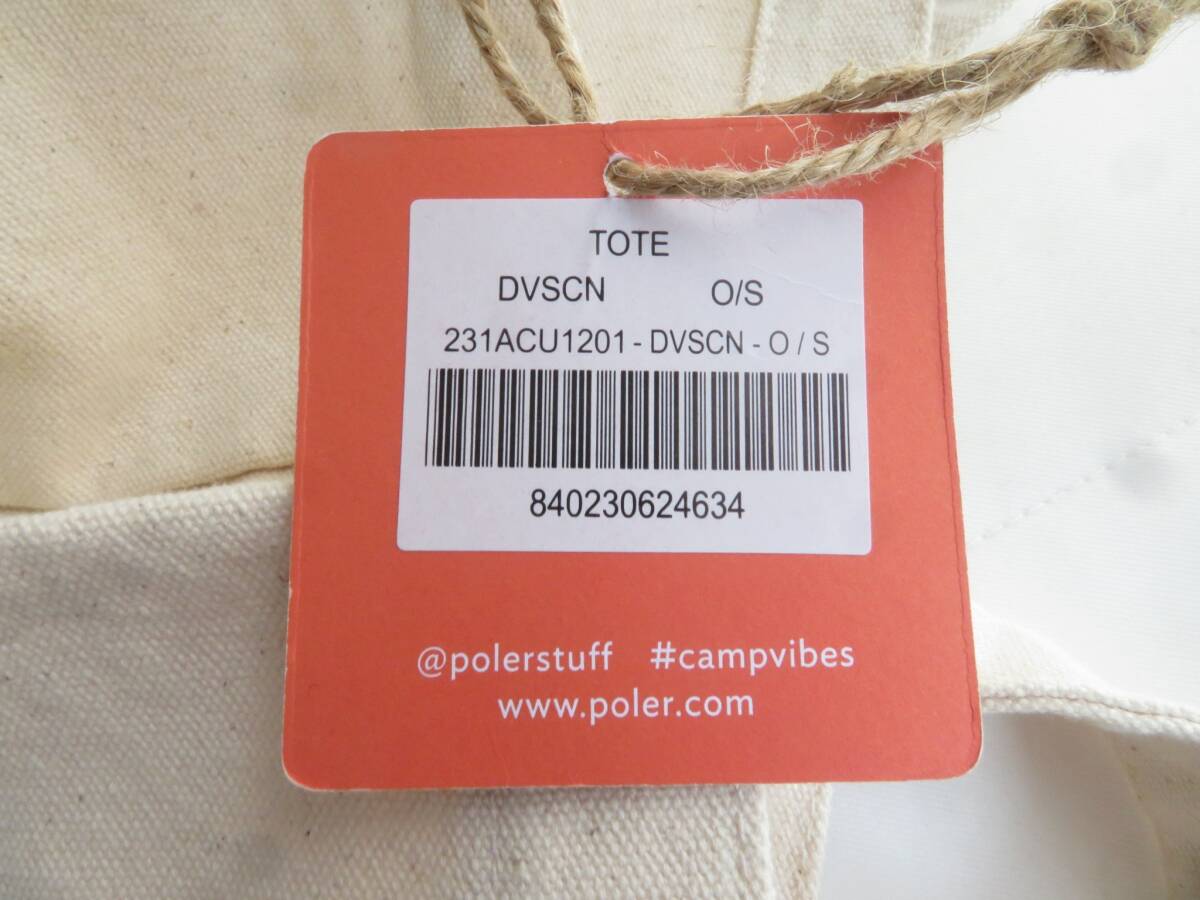 TOTE
DVSCN O/S
231ACU1201 - DVSCN - O / S
840230624634
@polerstuff #campvibes
www.poler.com